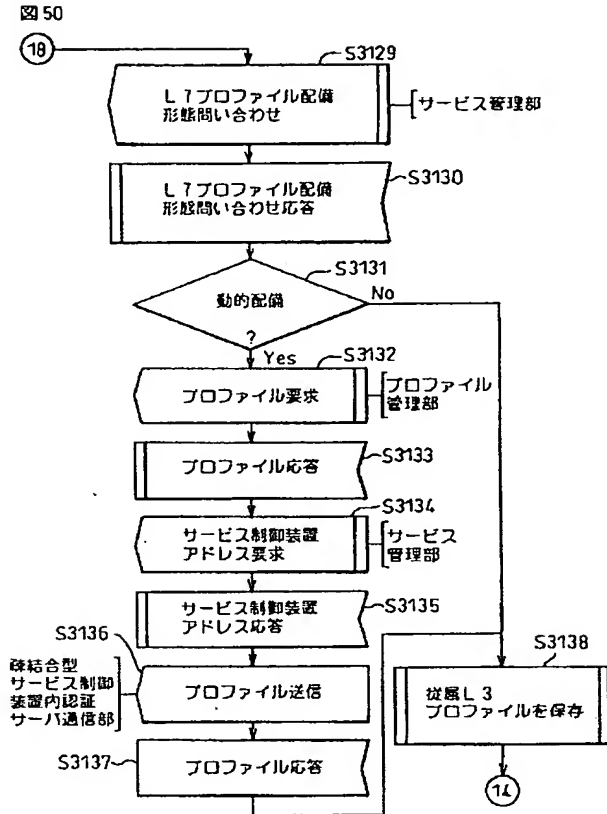 図50
18
S3129
L7プロファイル配備
形態問い合わせ
サービス管理部
S3130
L7プロファイル配備
形態問い合わせ応答
S3131
動的配備
?
No
Yes
S3132
プロファイル要求
プロファイル
管理部
S3133
プロファイル応答
S3134
サービス制御装置
アドレス要求
サービス
管理部
S3135
サービス制御装置
アドレス応答
S3136
疎結合型
サービス制御
装置内認証
サーバ通信部
プロファイル送信
S3138
従属L3
プロファイルを保存
S3137
プロファイル応答